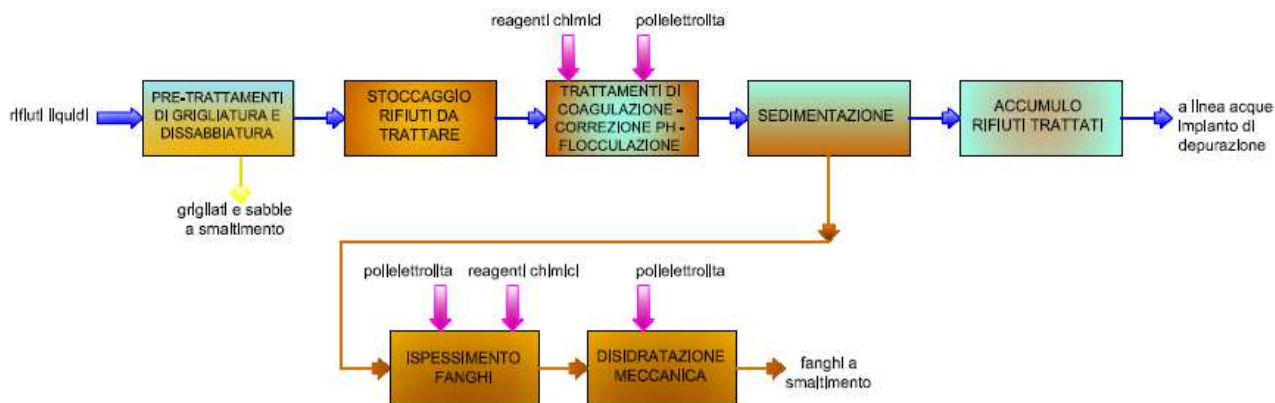 reagenti chimici
polielettrolita
rifiuti liquidi
PRE-TRATTAMENTI
DI GRIGLIATURA E
DISSABBIATURA
STOCCAGGIO
RIFIUTI DA
TRATTARE
TRATTAMENTI DI
COAGULAZIONE -
CORREZIONE PH -
FLOCCULAZIONE
SEDIMENTAZIONE
ACCUMULO
RIFIUTI TRATTATI
a linea acque
impianto di
depurazione
grigliati e sabbie
a smaltimento
polielettrolita
reagenti chimici
polielettrolita
ISPESSIMENTO
FANGHI
DISIDRATAZIONE
MECCANICA
fanghi a
smaltimento